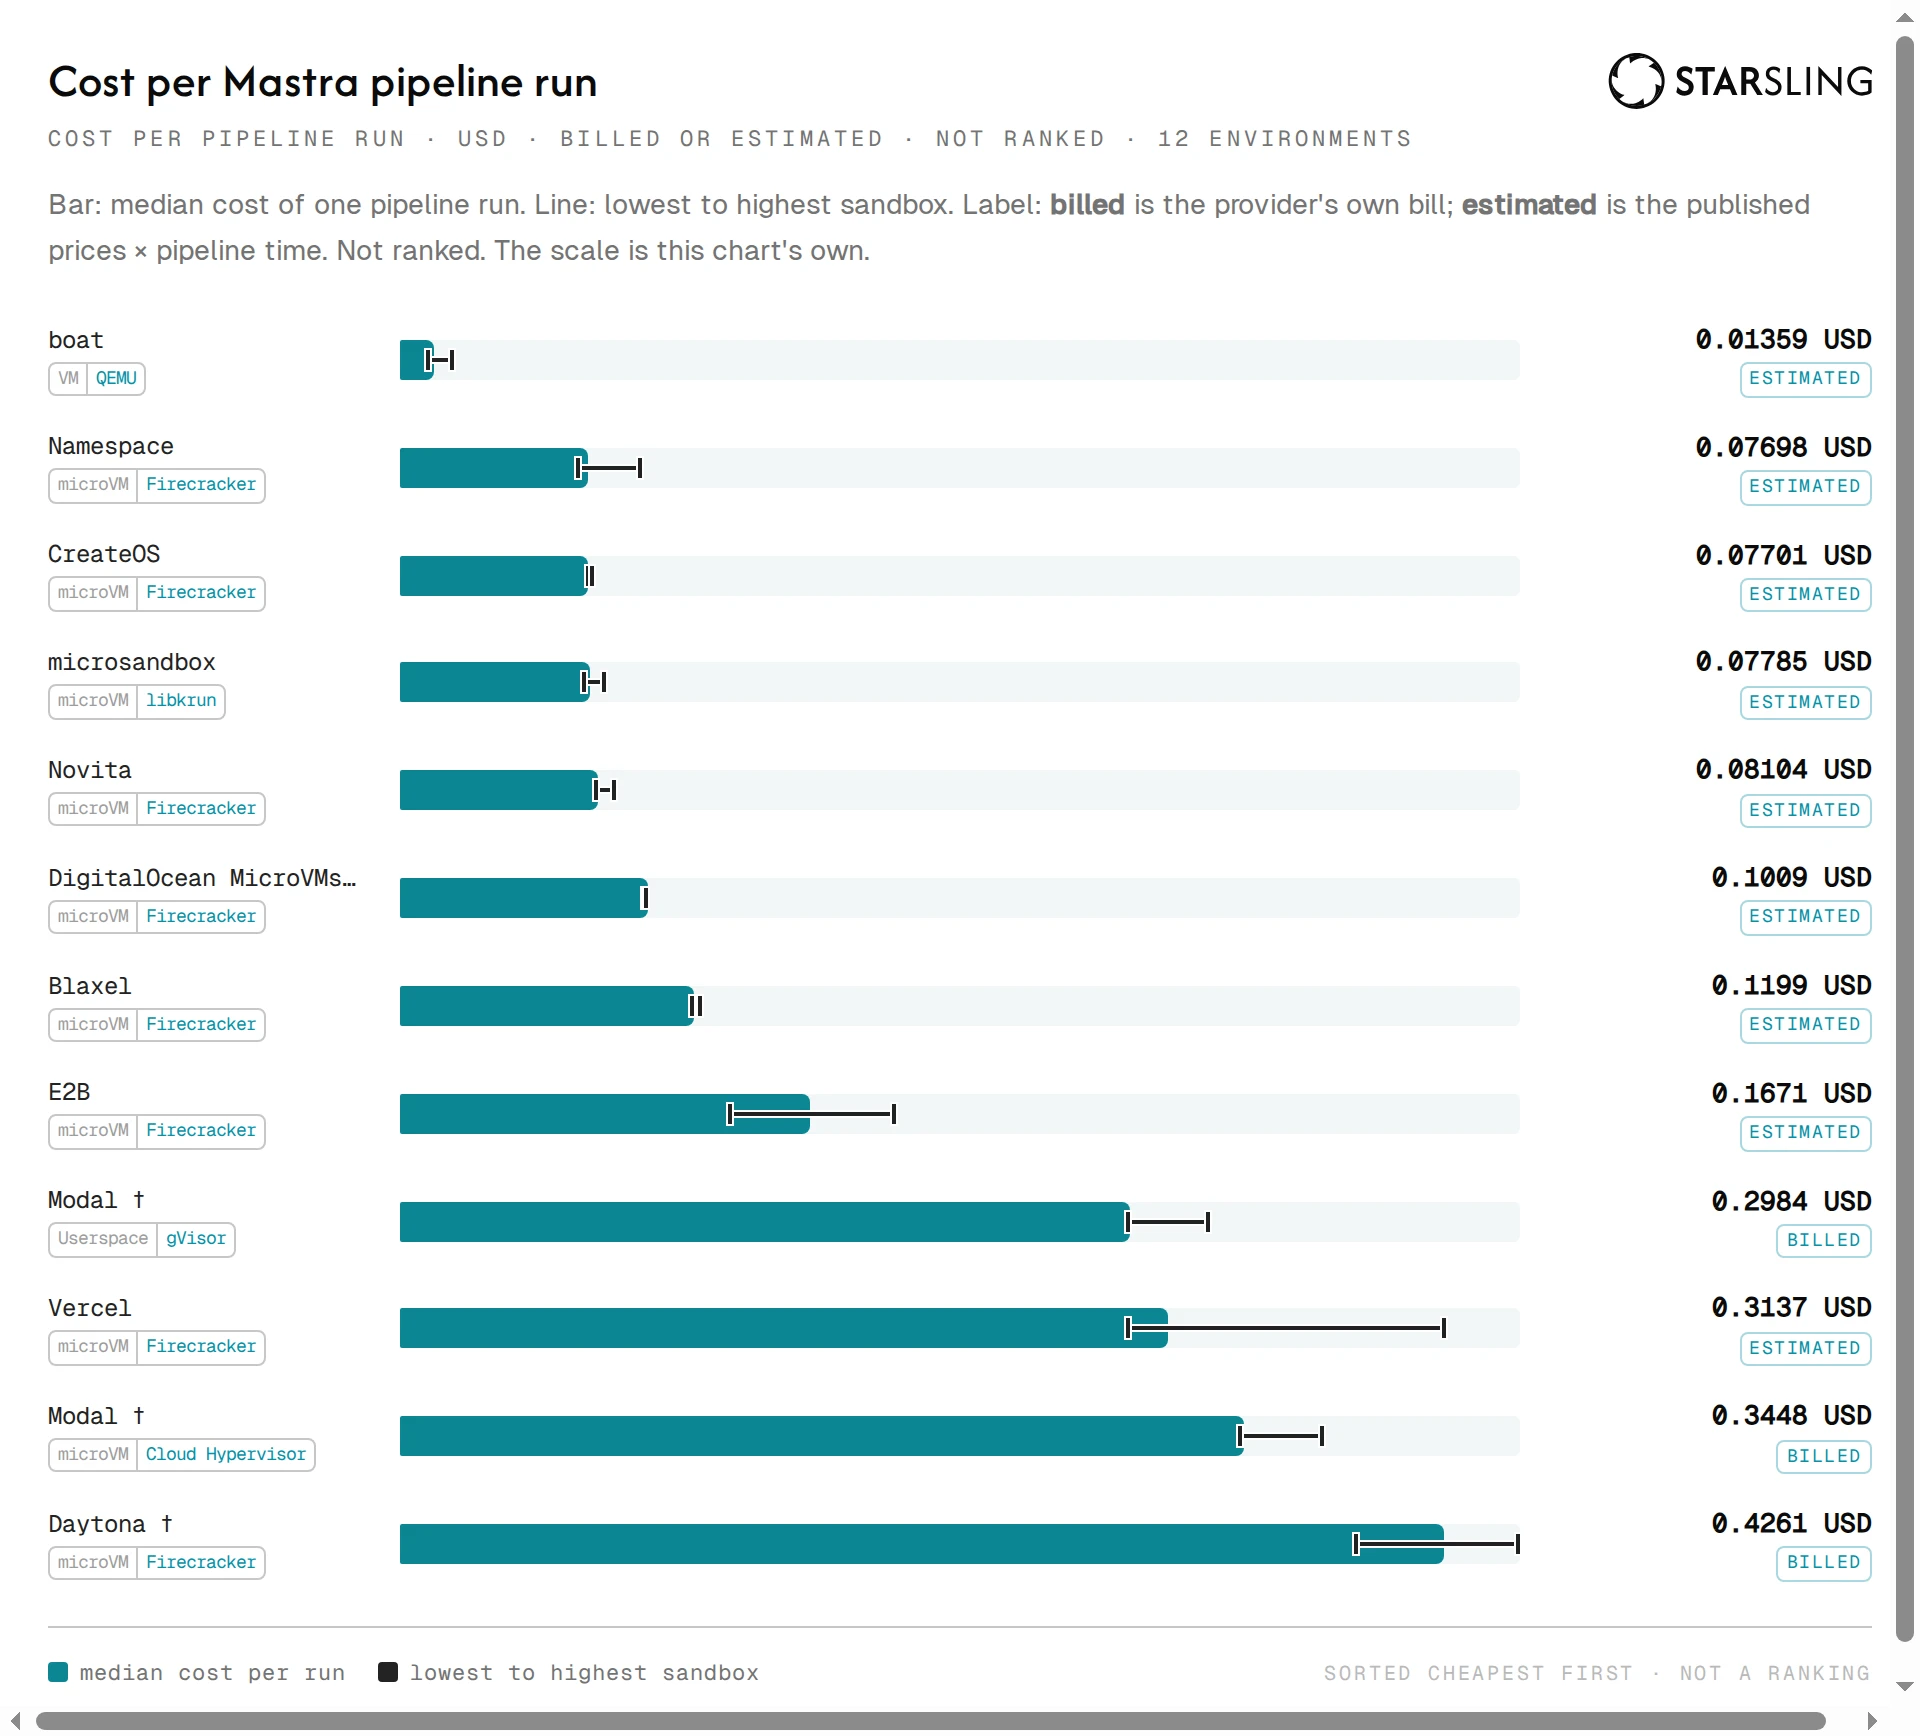 Cost per Mastra pipeline run
STARSLING
COST PER PIPELINE RUN · USD · BILLED OR ESTIMATED · NOT RANKED · 12 ENVIRONMENTS
Bar: median cost of one pipeline run. Line: lowest to highest sandbox. Label: billed is the provider's own bill; estimated is the published
prices × pipeline time. Not ranked. The scale is this chart's own.
boat
0.01359 USD
VM QEMU
ESTIMATED
Namespace
0.07698 USD
microVM Firecracker
ESTIMATED
CreateOS
0.07701 USD
microVM Firecracker
ESTIMATED
microsandbox
0.07785 USD
microVM libkrun
ESTIMATED
Novita
0.08104 USD
microVM Firecracker
ESTIMATED
DigitalOcean MicroVMs…
0.1009 USD
microVM Firecracker
ESTIMATED
Blaxel
0.1199 USD
microVM Firecracker
ESTIMATED
E2B
0.1671 USD
microVM Firecracker
ESTIMATED
Modal †
0.2984 USD
Userspace gVisor
BILLED
Vercel
0.3137 USD
microVM Firecracker
ESTIMATED
Modal †
0.3448 USD
microVM Cloud Hypervisor
BILLED
Daytona †
0.4261 USD
microVM Firecracker
BILLED
median cost per run
lowest to highest sandbox
SORTED CHEAPEST FIRST · NOT A RANKING